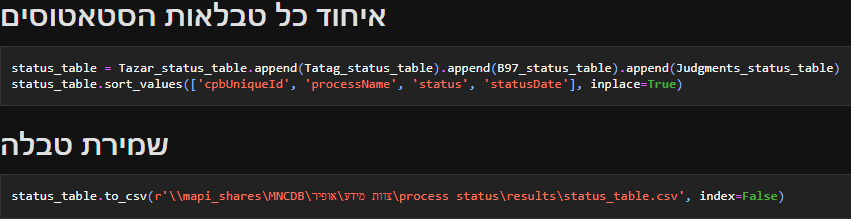 איחוד כל טבלאות הסטאטוסים
status_table = Tazar_status_table.append(Tatag_status_table).append(B97_status_table).append(Judgments_status_table)
status_table.sort_values(['cpbUniqueId', 'processName', 'status', 'statusDate'], inplace=True)
שמירת טבלה
status_table.to_csv(r'\\mapi_shares\MNCDB\צוות מידע\אופיר\process status\results\status_table.csv', index=False)